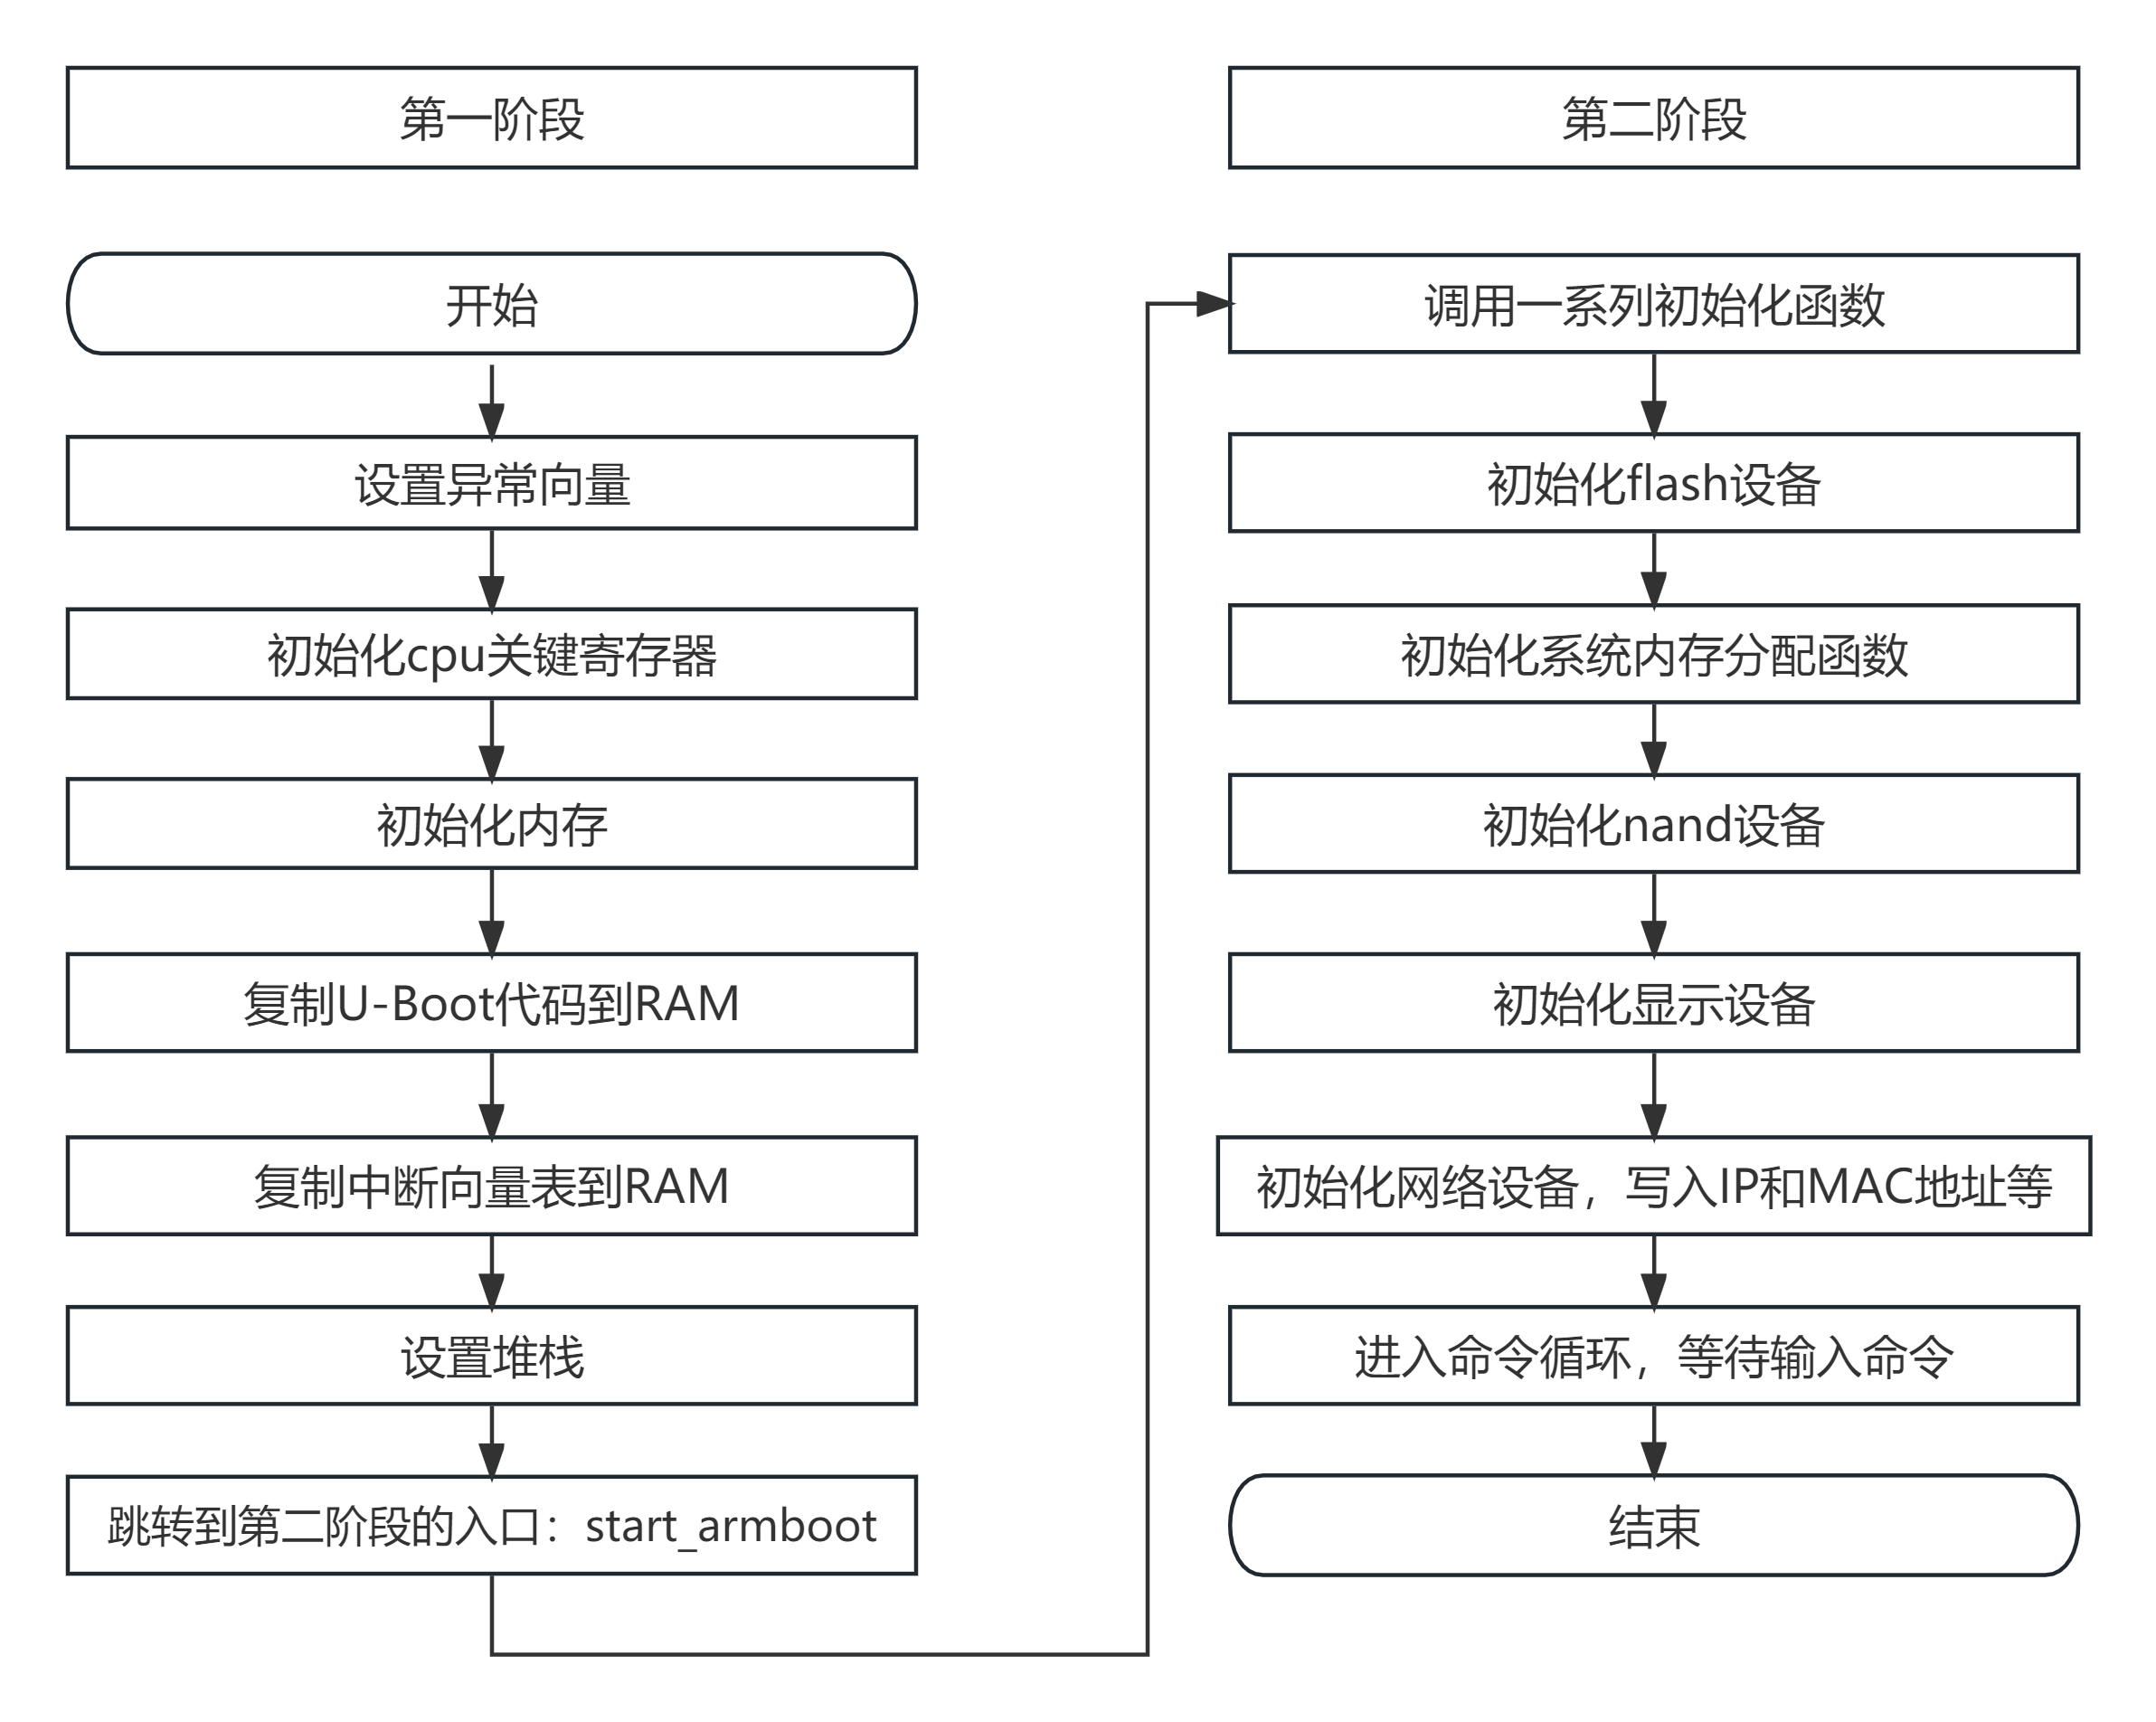 第一阶段
开始
设置异常向量
初始化cpu关键寄存器
初始化内存
复制U-Boot代码到RAM
复制中断向量表到RAM
设置堆栈
跳转到第二阶段的入口：start_armboot
第二阶段
调用一系列初始化函数
初始化flash设备
初始化系统内存分配函数
初始化nand设备
初始化显示设备
初始化网络设备，写入IP和MAC地址等
进入命令循环，等待输入命令
结束